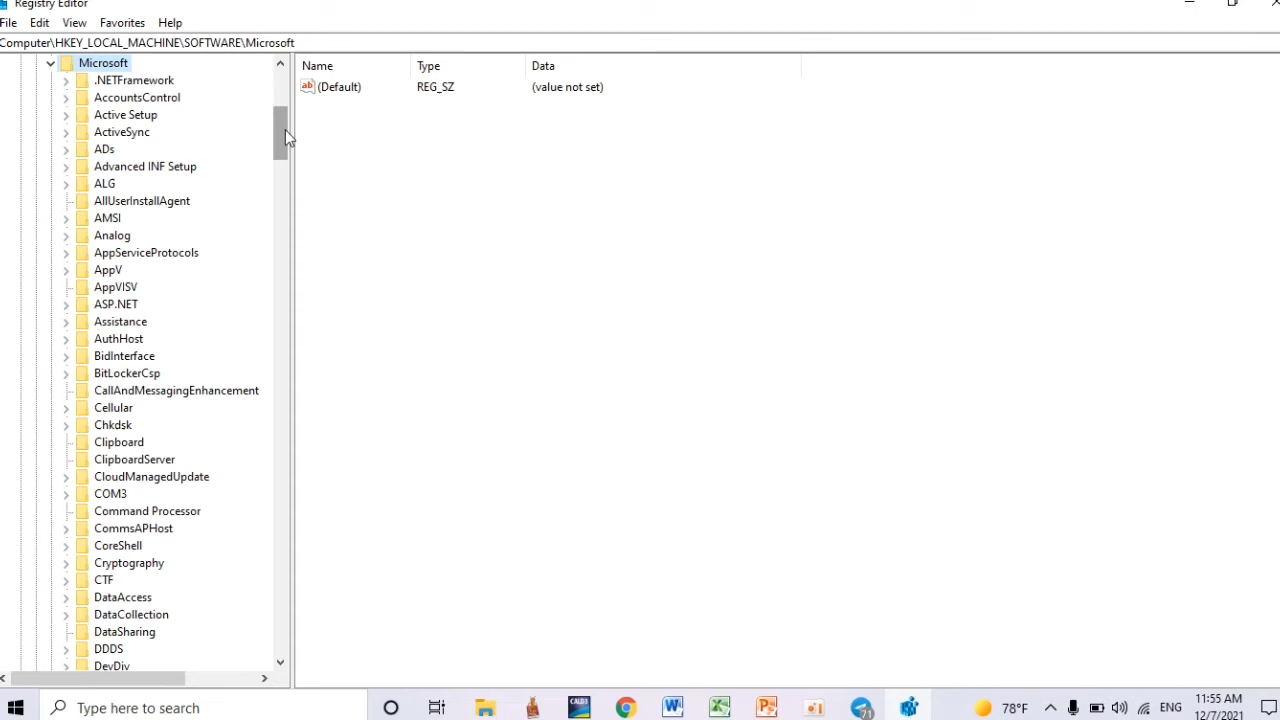 Registry Editor
File Edit View Favorites Help
Computer\HKEY_LOCAL_MACHINE\SOFTWARE\Microsoft
Microsoft
.NETFramework
AccountsControl
Active Setup
ActiveSync
ADs
Advanced INF Setup
ALG
AllUserInstallAgent
AMSI
Analog
AppServiceProtocols
AppV
AppVISV
ASP.NET
Assistance
AuthHost
BidInterface
BitLockerCsp
CallAndMessagingEnhancement
Cellular
Chkdsk
Clipboard
ClipboardServer
CloudManagedUpdate
COM3
Command Processor
CommsAPHost
CoreShell
Cryptography
CTF
DataAccess
DataCollection
DataSharing
DDDS
DevDiv
Name Type Data
ab (Default) REG_SZ (value not set)
Type here to search
CALD3
71
78°F
ENG
11:55 AM
12/7/2021